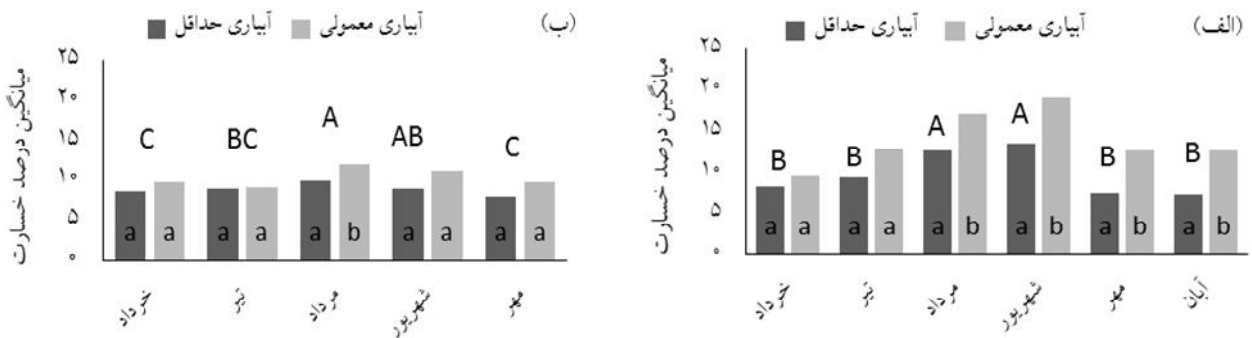 (الف)
آبیاری معمولی
آبیاری حداقل
میانگین درصد خسارت
۲۵
۲۰
۱۵
۱۰
۵
۰
B B A A B B
a a a a a b a b a b a b
خرداد تیر مرداد شهریور مهر آبان
(ب)
آبیاری معمولی
آبیاری حداقل
میانگین درصد خسارت
۲۵
۲۰
۱۵
۱۰
۵
۰
C BC A AB C
a a a a a b a a a a
خرداد تیر مرداد شهریور مهر